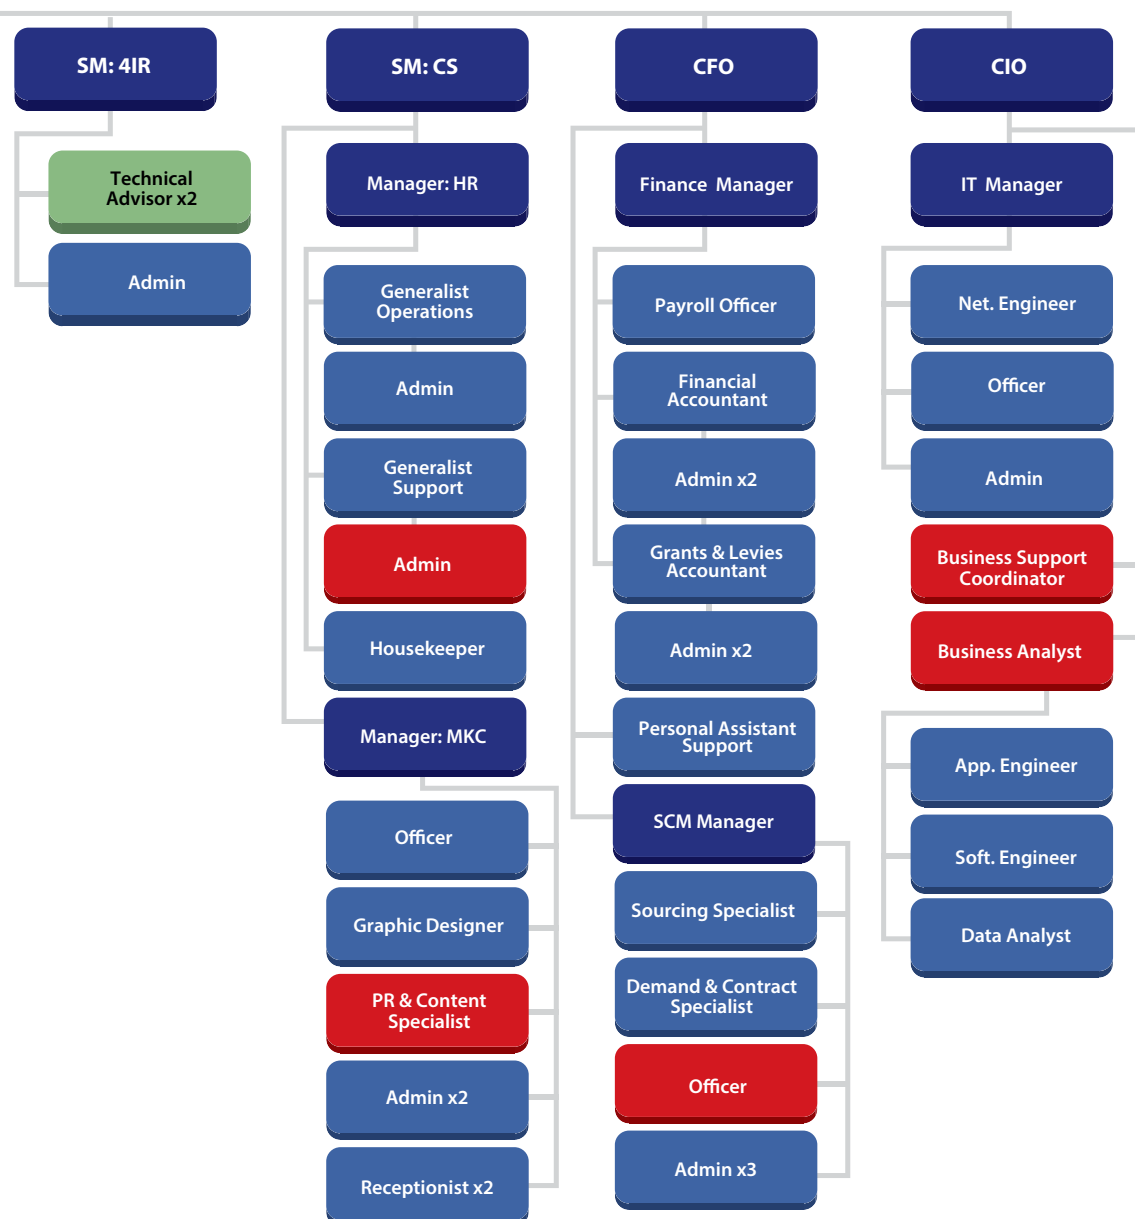 SM: 4IR
Technical
Advisor x2
Admin
SM: CS
Manager: HR
Generalist
Operations
Admin
Generalist
Support
Admin
Housekeeper
Manager: MKC
Officer
Graphic Designer
PR & Content
Specialist
Admin x2
Receptionist x2
CFO
Finance Manager
Payroll Officer
Financial
Accountant
Admin x2
Grants & Levies
Accountant
Admin x2
Personal Assistant
Support
SCM Manager
Sourcing Specialist
Demand & Contract
Specialist
Officer
Admin x3
CIO
IT Manager
Net. Engineer
Officer
Admin
Business Support
Coordinator
Business Analyst
App. Engineer
Soft. Engineer
Data Analyst